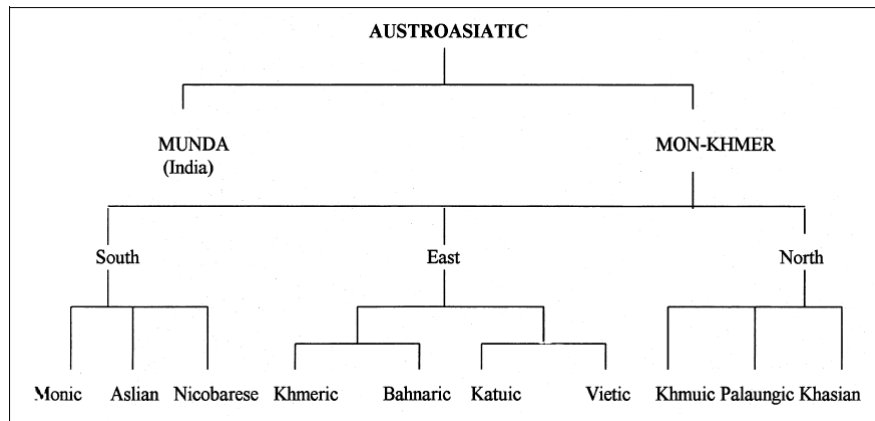 AUSTROASIATIC
MUNDA
(India)
MON-KHMER
South
East
North
Monic
Aslian
Nicobarese
Khmeric
Bahnaric
Katuic
Vietic
Khmuic
Palaungic
Khasian